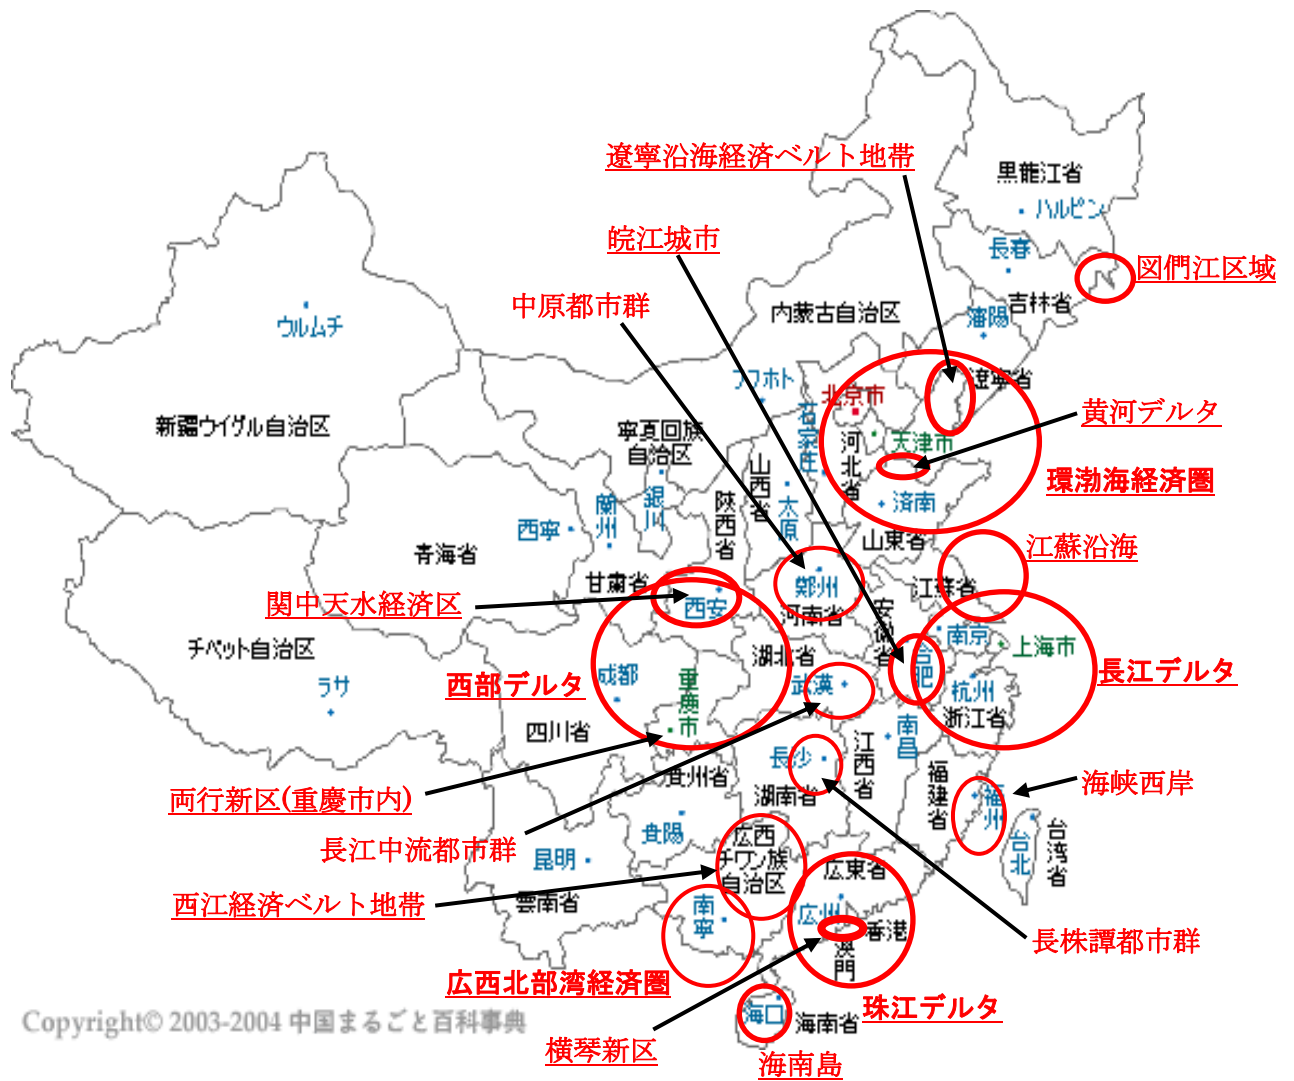 遼寧沿海経済ベルト地帯
黒龍江省
ハルピン
皖江城市
長春
図們江区域
中原都市群
内蒙古自治区
吉林省
瀋陽
ウルムチ
フフホト
遼寧省
北京市
石家庄
黄河デルタ
新疆ウイグル自治区
寧夏回族
自治区
天津市
河北省
山西省
環渤海経済圏
銀川
蘭州
陝西省
太原
済南
西寧
山東省
江蘇沿海
青海省
甘粛省
鄭州
江蘇省
関中天水経済区
西安
河南省
安徽省
南京
上海市
チベット自治区
湖北省
合肥
長江デルタ
西部デルタ
成都
重慶市
武漢
杭州
ラサ
浙江省
四川省
南昌
長沙
江西省
貴州省
福建省
海峡西岸
両行新区(重慶市内)
湖南省
福州
長江中流都市群
貴陽
広西
チワン族
自治区
台北
台湾省
昆明
広東省
西江経済ベルト地帯
雲南省
南寧
広州
香港
澳門
長株譚都市群
広西北部湾経済圏
珠江デルタ
海口
海南省
Copyright© 2003-2004 中国まるごと百科事典
横琴新区
海南島